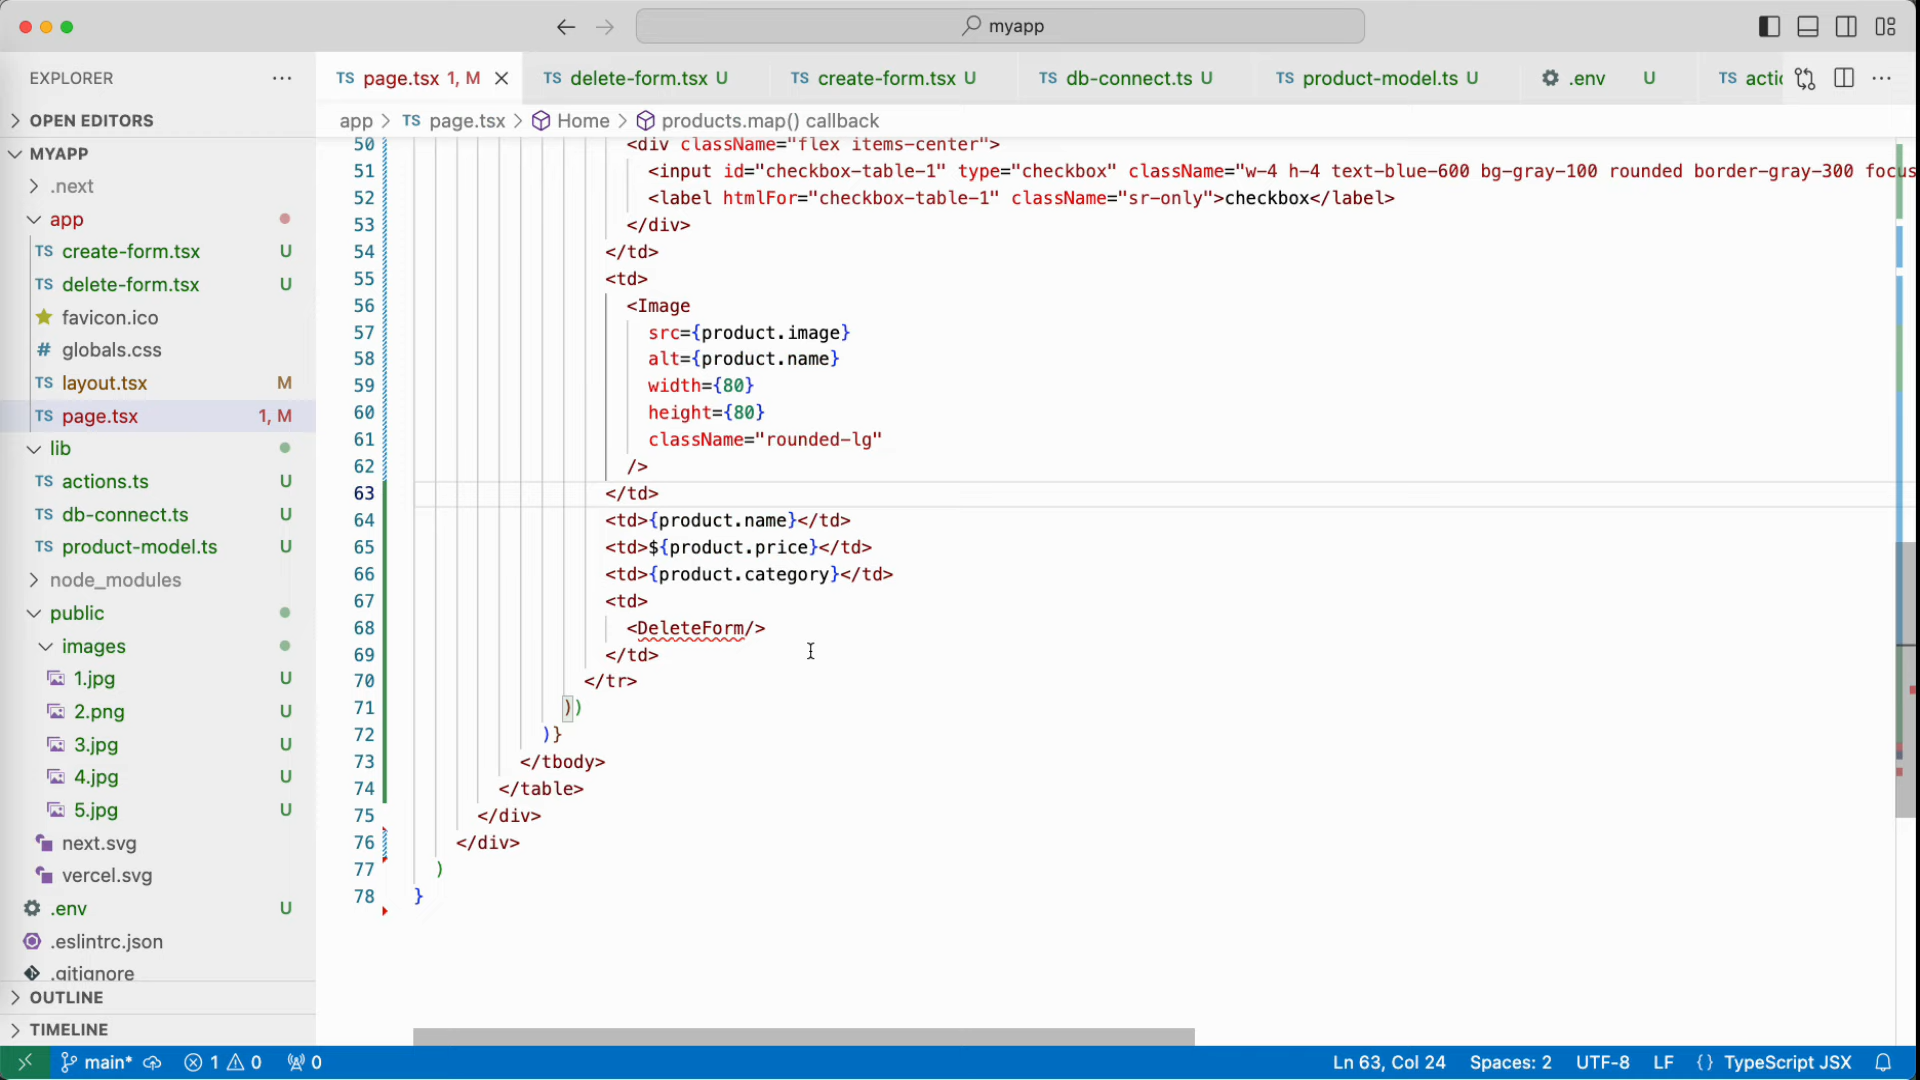 myapp
EXPLORER
OPEN EDITORS
MYAPP
.next
app
TS create-form.tsx U
TS delete-form.tsx U
favicon.ico
# globals.css
TS layout.tsx M
TS page.tsx 1, M
lib
TS actions.ts U
TS db-connect.ts U
TS product-model.ts U
node_modules
public
images
1.jpg U
2.png U
3.jpg U
4.jpg U
5.jpg U
next.svg
vercel.svg
.env U
.eslintrc.json
.gitignore
OUTLINE
TIMELINE
TS page.tsx 1, M TS delete-form.tsx U TS create-form.tsx U TS db-connect.ts U TS product-model.ts U .env U TS actic
app > TS page.tsx > Home > products.map() callback
50 <div className="flex items-center">
51 <input id="checkbox-table-1" type="checkbox" className="w-4 h-4 text-blue-600 bg-gray-100 rounded border-gray-300 focus
52 <label htmlFor="checkbox-table-1" className="sr-only">checkbox</label>
53 </div>
54 </td>
55 <td>
56 <Image
57 src={product.image}
58 alt={product.name}
59 width={80}
60 height={80}
61 className="rounded-lg"
62 />
63 </td>
64 <td>{product.name}</td>
65 <td>${product.price}</td>
66 <td>{product.category}</td>
67 <td>
68 <DeleteForm/>
69 </td>
70 </tr>
71 ))
72 )}
73 </tbody>
74 </table>
75 </div>
76 </div>
77 )
78 }
main* 1 0 0 Ln 63, Col 24 Spaces: 2 UTF-8 LF {} TypeScript JSX